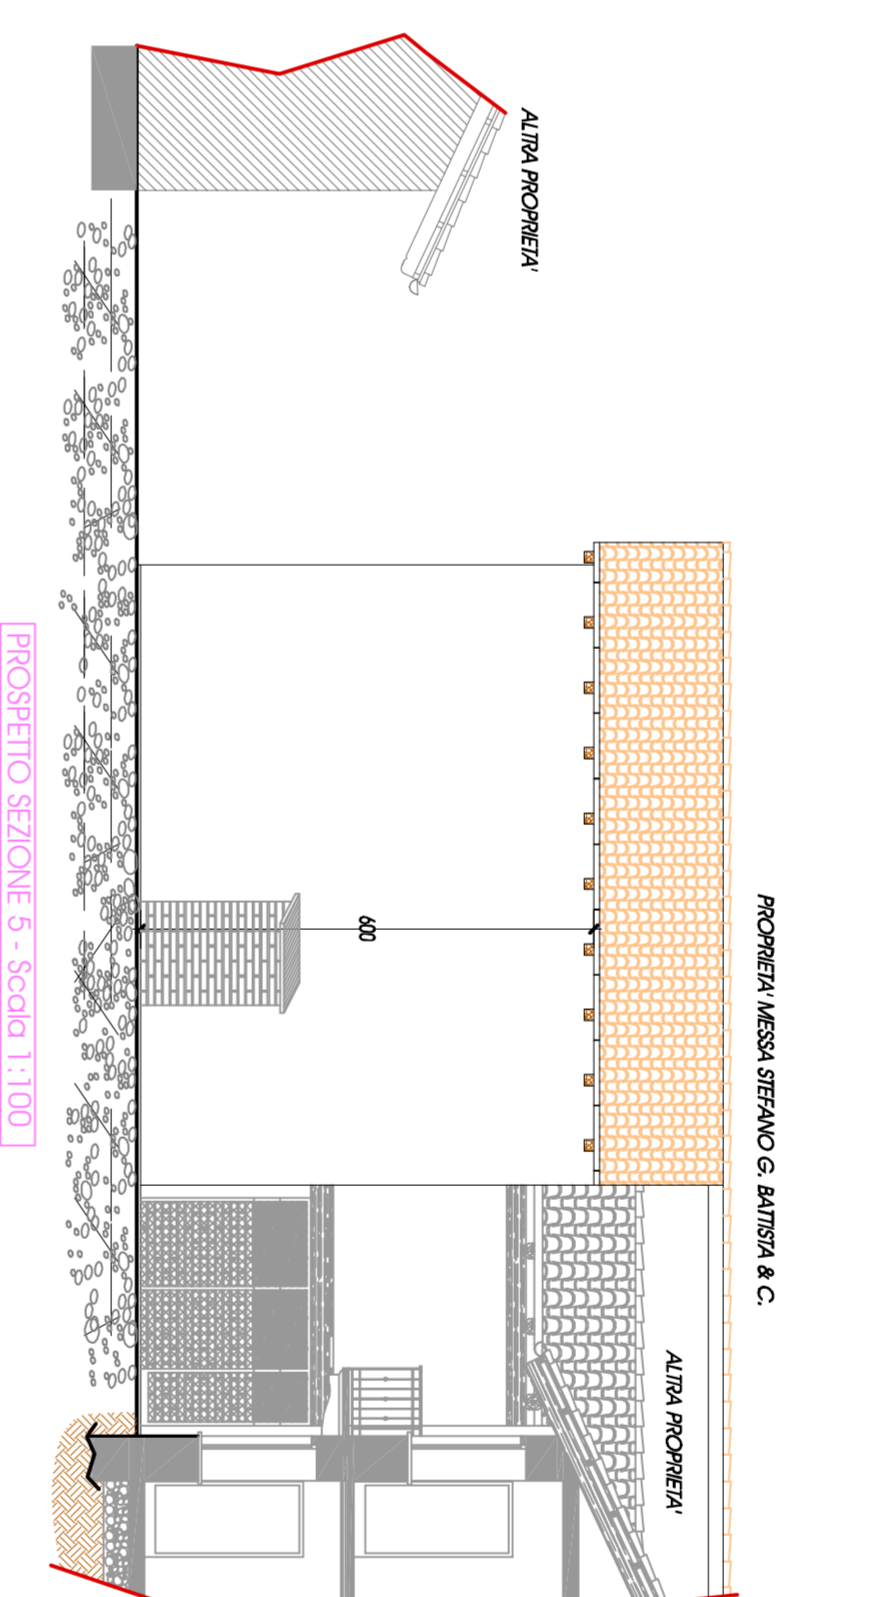 PROPRIETA' MESSA STEFANO G. BATTISTA & C.
ALTRA PROPRIETA'
ALTRA PROPRIETA'
600
PROSPETTO SEZIONE 5 - Scala 1:100